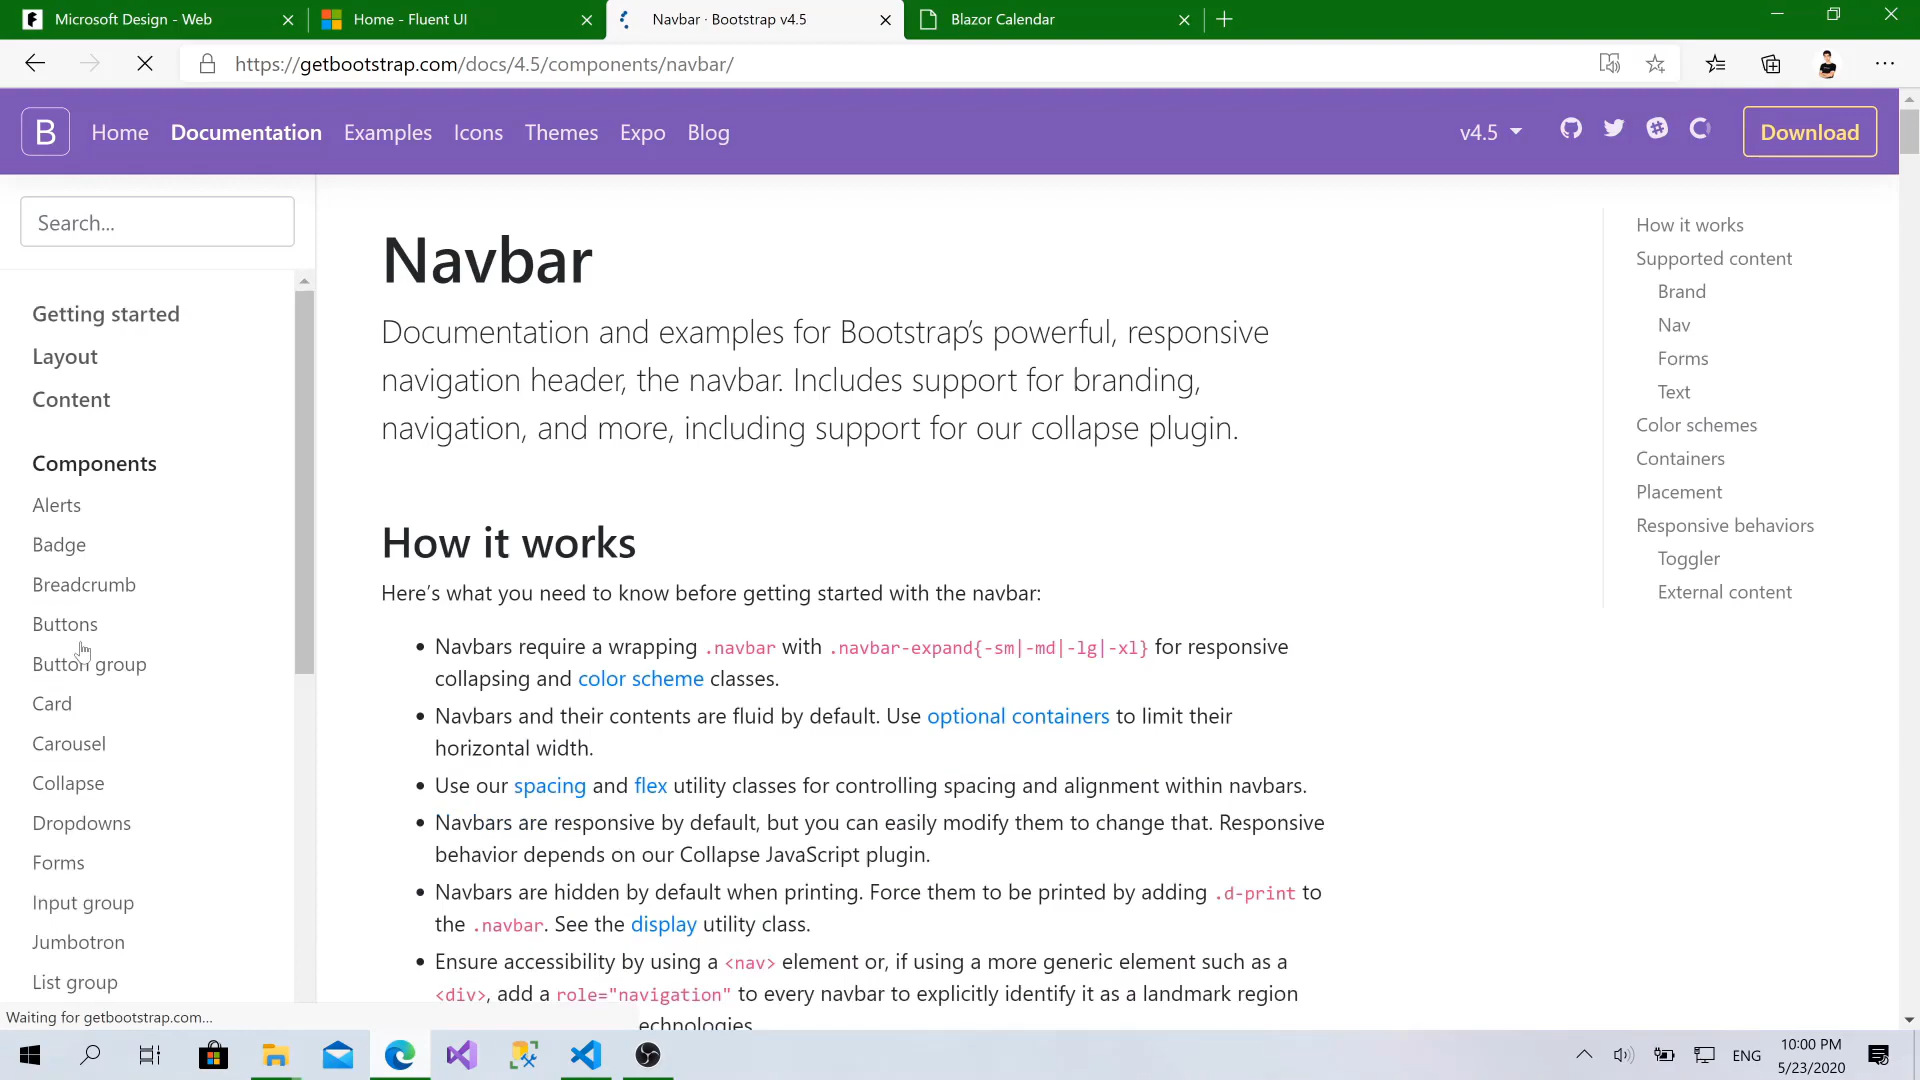 Microsoft Design - Web
Home - Fluent UI
Navbar · Bootstrap v4.5
Blazor Calendar
https://getbootstrap.com/docs/4.5/components/navbar/
B
Home
Documentation
Examples
Icons
Themes
Expo
Blog
v4.5
Download
Search...
Getting started
Layout
Content
Components
Alerts
Badge
Breadcrumb
Buttons
Button group
Card
Carousel
Collapse
Dropdowns
Forms
Input group
Jumbotron
List group
Navbar
Documentation and examples for Bootstrap’s powerful, responsive
navigation header, the navbar. Includes support for branding,
navigation, and more, including support for our collapse plugin.
How it works
Here’s what you need to know before getting started with the navbar:
• Navbars require a wrapping .navbar with .navbar-expand{-sm|-md|-lg|-xl} for responsive
collapsing and color scheme classes.
• Navbars and their contents are fluid by default. Use optional containers to limit their
horizontal width.
• Use our spacing and flex utility classes for controlling spacing and alignment within navbars.
• Navbars are responsive by default, but you can easily modify them to change that. Responsive
behavior depends on our Collapse JavaScript plugin.
• Navbars are hidden by default when printing. Force them to be printed by adding .d-print to
the .navbar. See the display utility class.
• Ensure accessibility by using a <nav> element or, if using a more generic element such as a
<div>, add a role="navigation" to every navbar to explicitly identify it as a landmark region
echnologies.
How it works
Supported content
Brand
Nav
Forms
Text
Color schemes
Containers
Placement
Responsive behaviors
Toggler
External content
Waiting for getbootstrap.com...
ENG
10:00 PM
5/23/2020